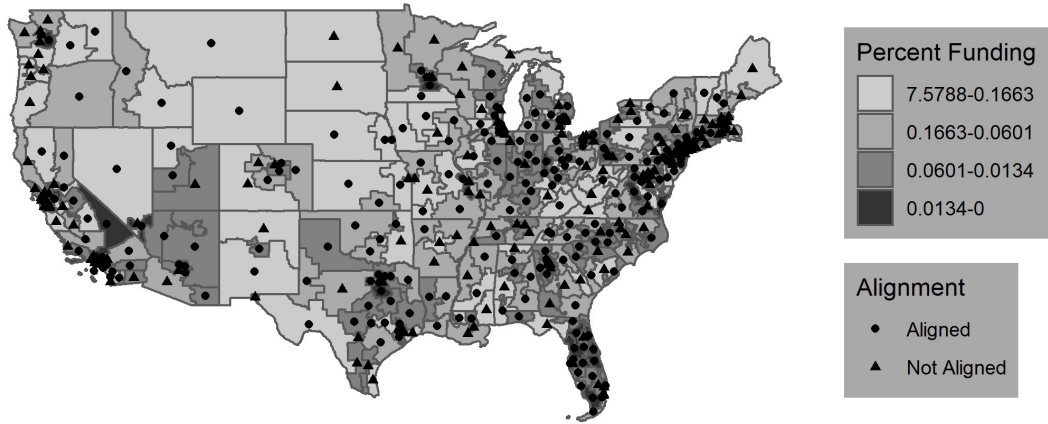 Percent Funding
7.5788-0.1663
0.1663-0.0601
0.0601-0.0134
0.0134-0
Alignment
Aligned
Not Aligned